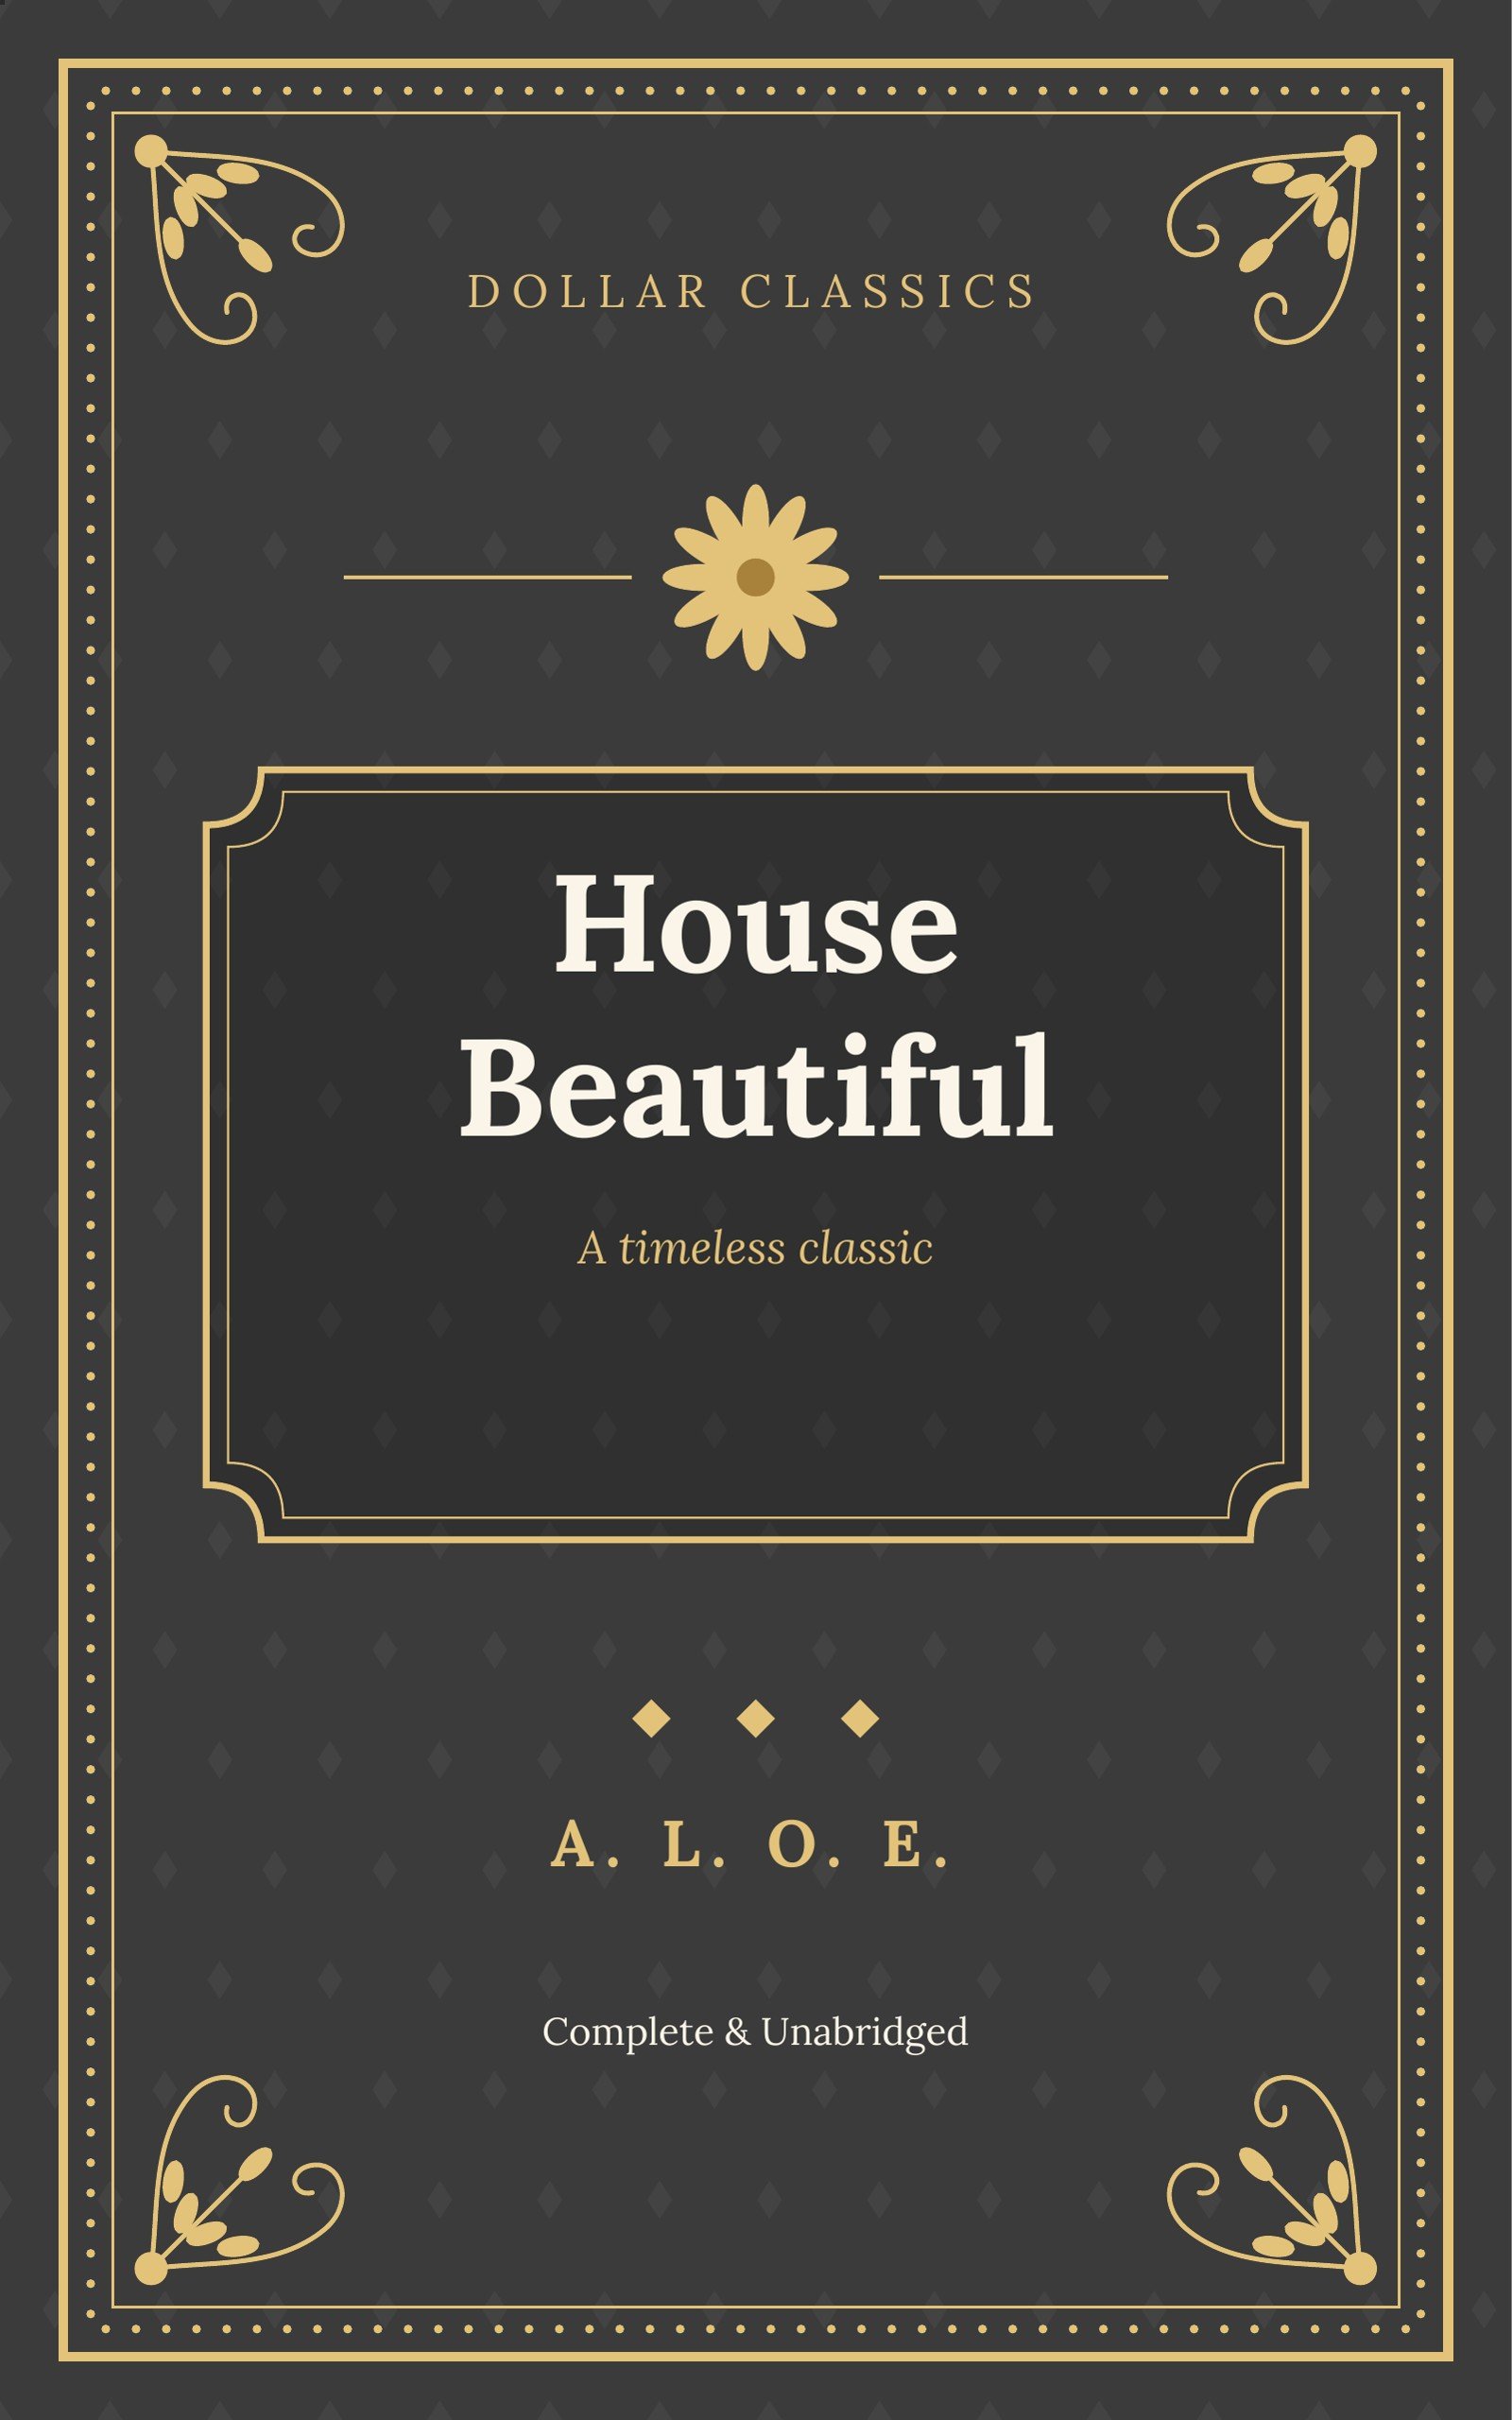 DOLLAR CLASSICS
House
Beautiful
A timeless classic
A. L. O. E.
Complete & Unabridged